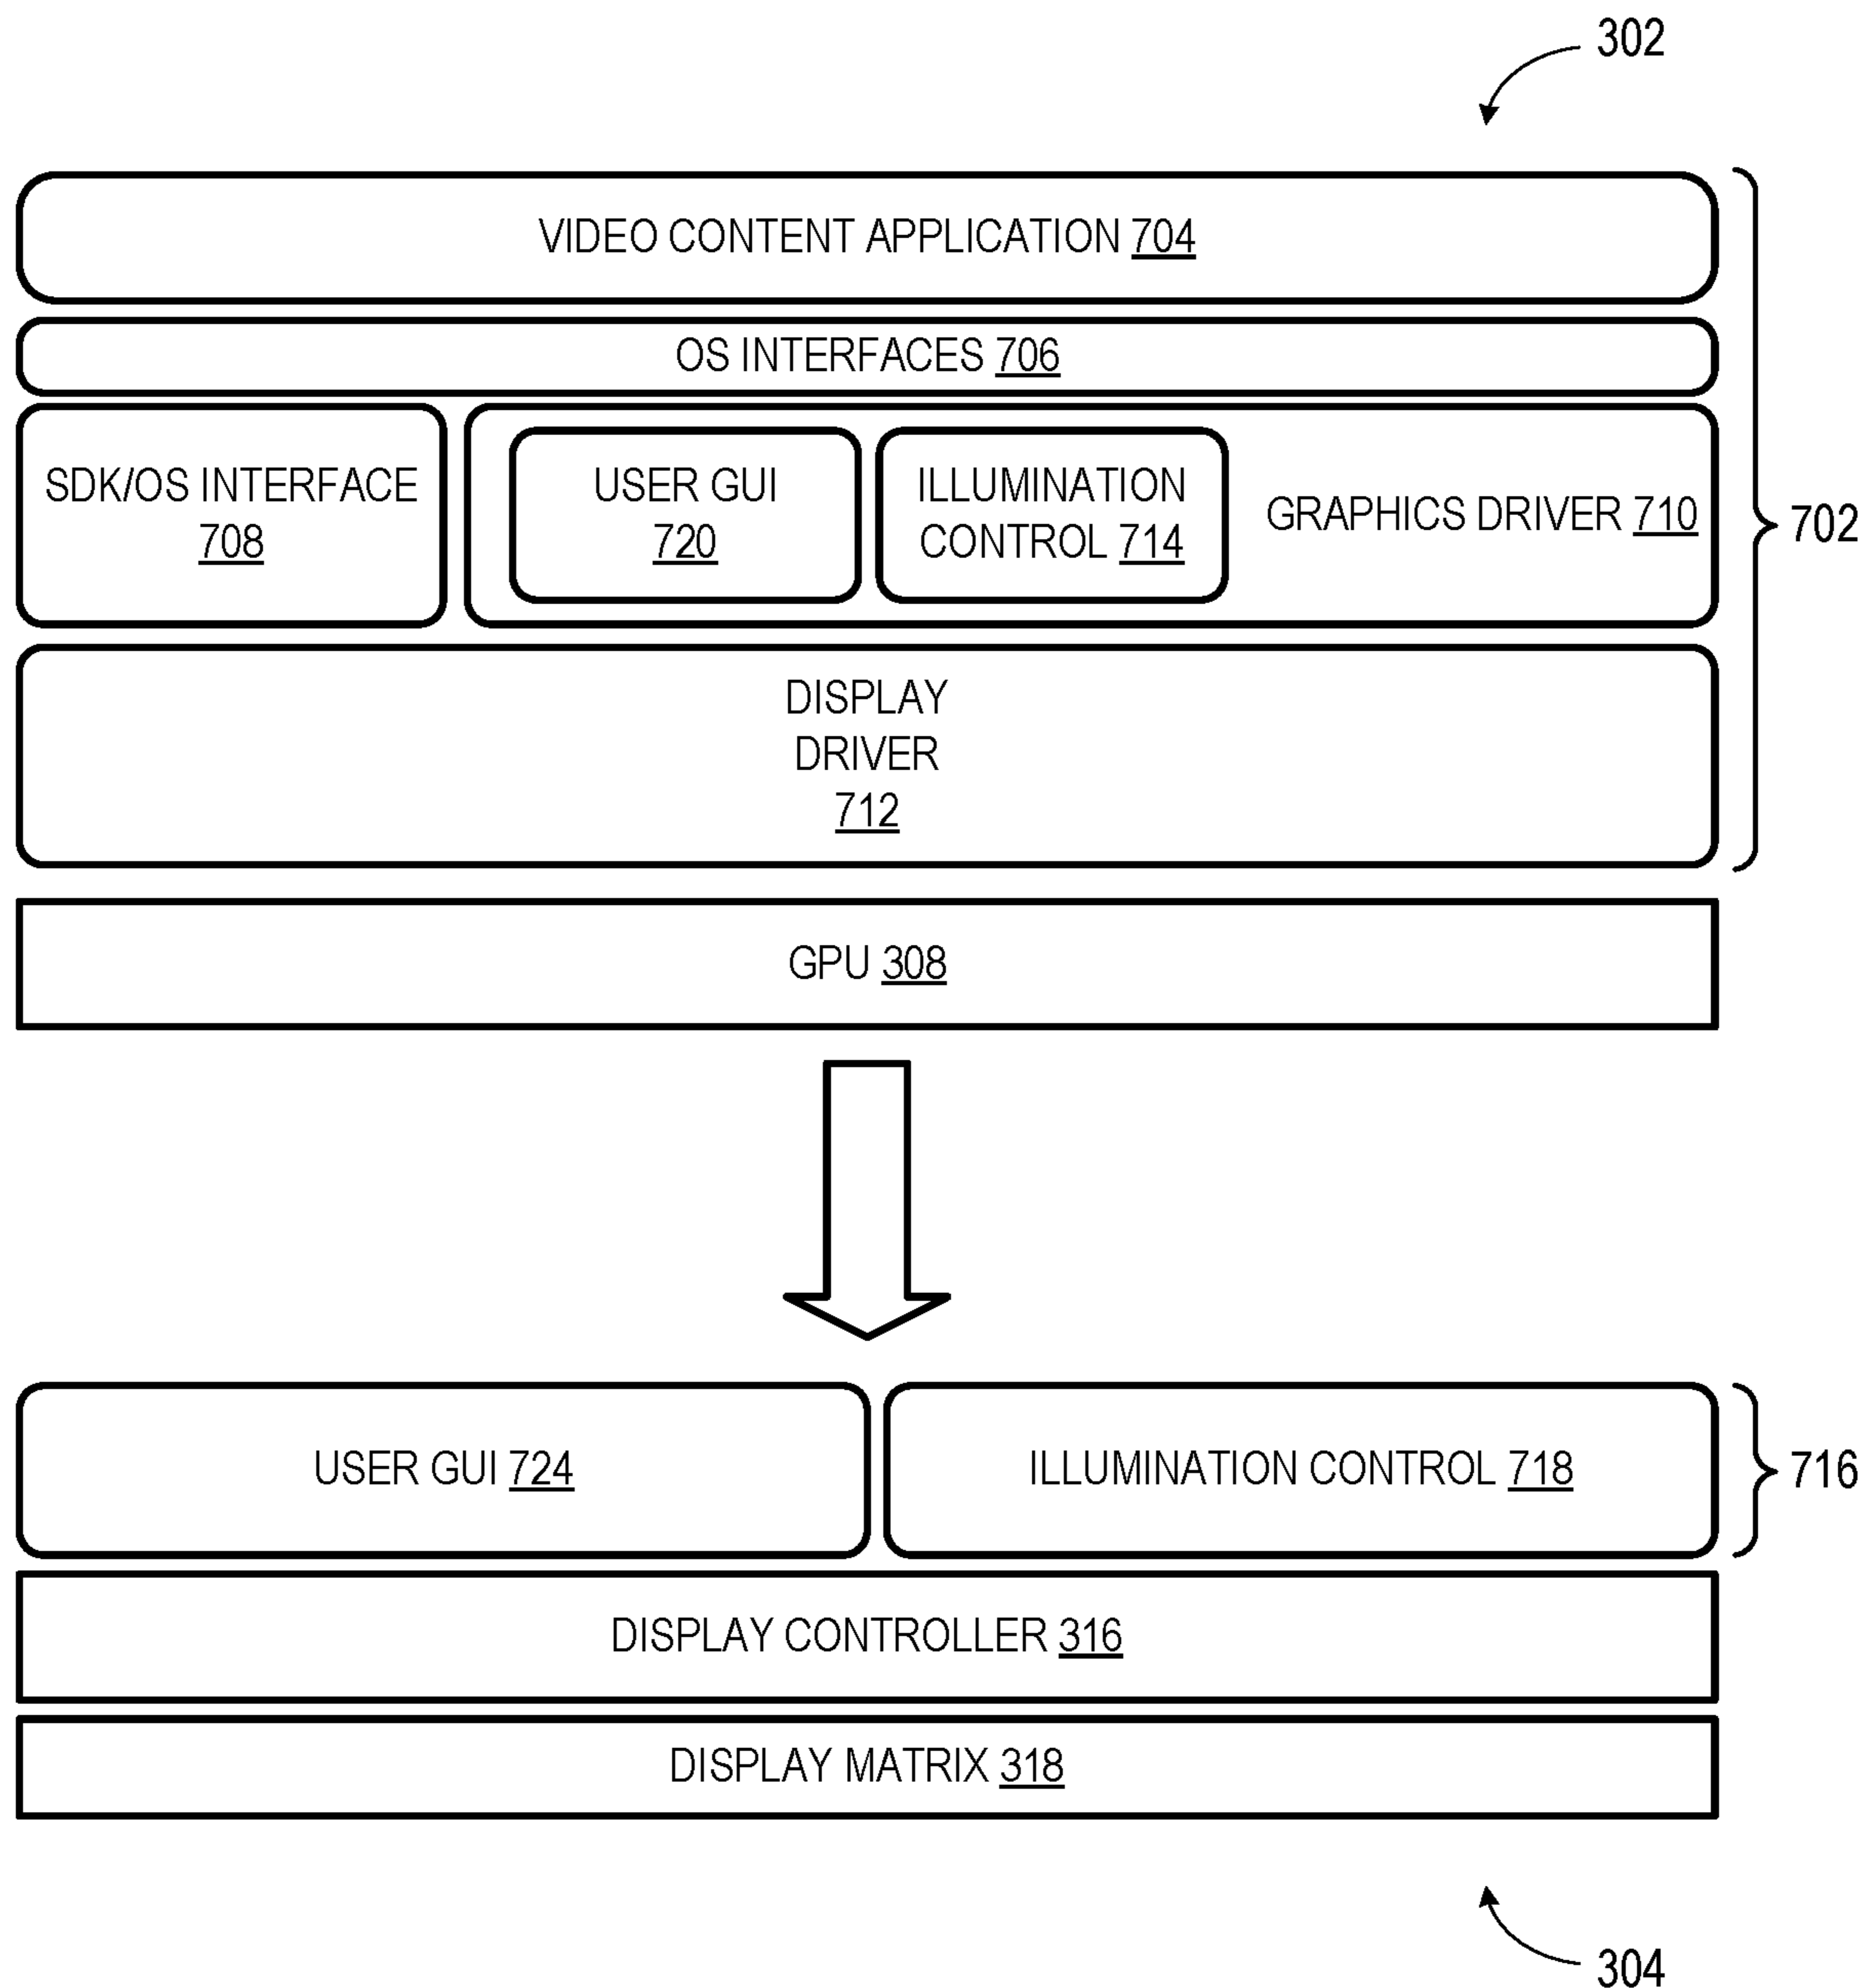 302
VIDEO CONTENT APPLICATION 704
OS INTERFACES 706
SDK/OS INTERFACE
708
USER GUI
720
ILLUMINATION
CONTROL 714
GRAPHICS DRIVER 710
702
DISPLAY
DRIVER
712
GPU 308
USER GUI 724
ILLUMINATION CONTROL 718
716
DISPLAY CONTROLLER 316
DISPLAY MATRIX 318
304